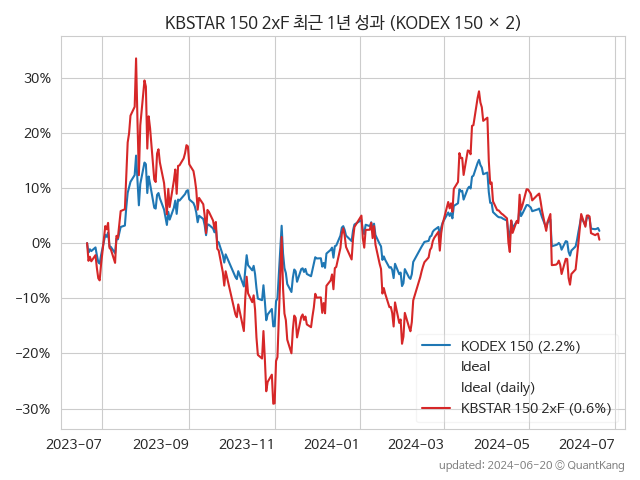 KBSTAR 150 2xF 최근 1년 성과 (KODEX 150 × 2)
30%
20%
10%
0%
−10%
−20%
−30%
2023-07 2023-09 2023-11 2024-01 2024-03 2024-05 2024-07
KODEX 150 (2.2%)
Ideal
Ideal (daily)
KBSTAR 150 2xF (0.6%)
updated: 2024-06-20 © QuantKang